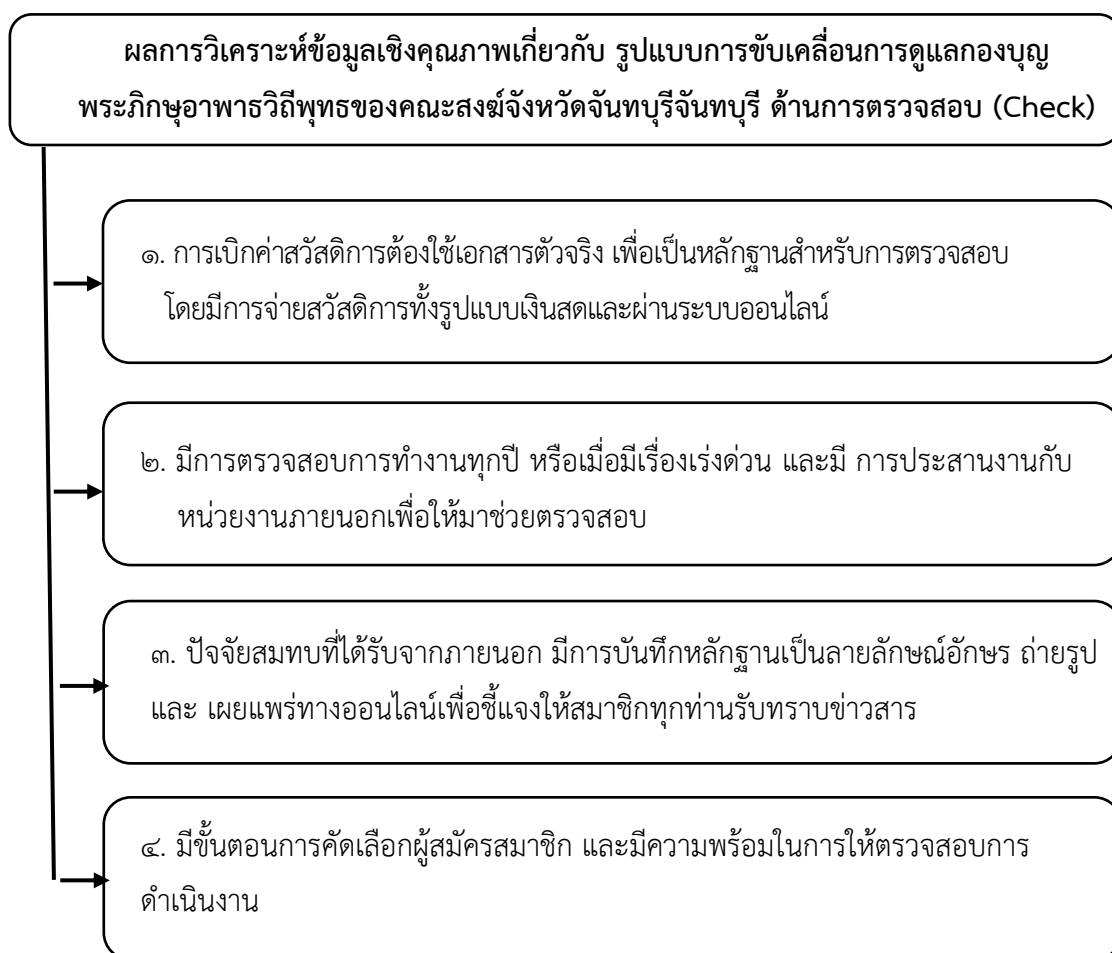 ผลการวิเคราะห์ข้อมูลเชิงคุณภาพเกี่ยวกับ รูปแบบการขับเคลื่อนการดูแลกองบุญ
พระภิกษุอาพาธวิถีพุทธของคณะสงฆ์จังหวัดจันทบุรีจันทบุรี ด้านการตรวจสอบ (Check)
๑. การเบิกค่าสวัสดิการต้องใช้เอกสารตัวจริง เพื่อเป็นหลักฐานสำหรับการตรวจสอบ
โดยมีการจ่ายสวัสดิการทั้งรูปแบบเงินสดและผ่านระบบออนไลน์
๒. มีการตรวจสอบการทำงานทุกปี หรือเมื่อมีเรื่องเร่งด่วน และมี การประสานงานกับ
หน่วยงานภายนอกเพื่อให้มาช่วยตรวจสอบ
๓. ปัจจัยสมทบที่ได้รับจากภายนอก มีการบันทึกหลักฐานเป็นลายลักษณ์อักษร ถ่ายรูป
และ เผยแพร่ทางออนไลน์เพื่อชี้แจงให้สมาชิกทุกท่านรับทราบข่าวสาร
๔. มีขั้นตอนการคัดเลือกผู้สมัครสมาชิก และมีความพร้อมในการให้ตรวจสอบการ
ดำเนินงาน